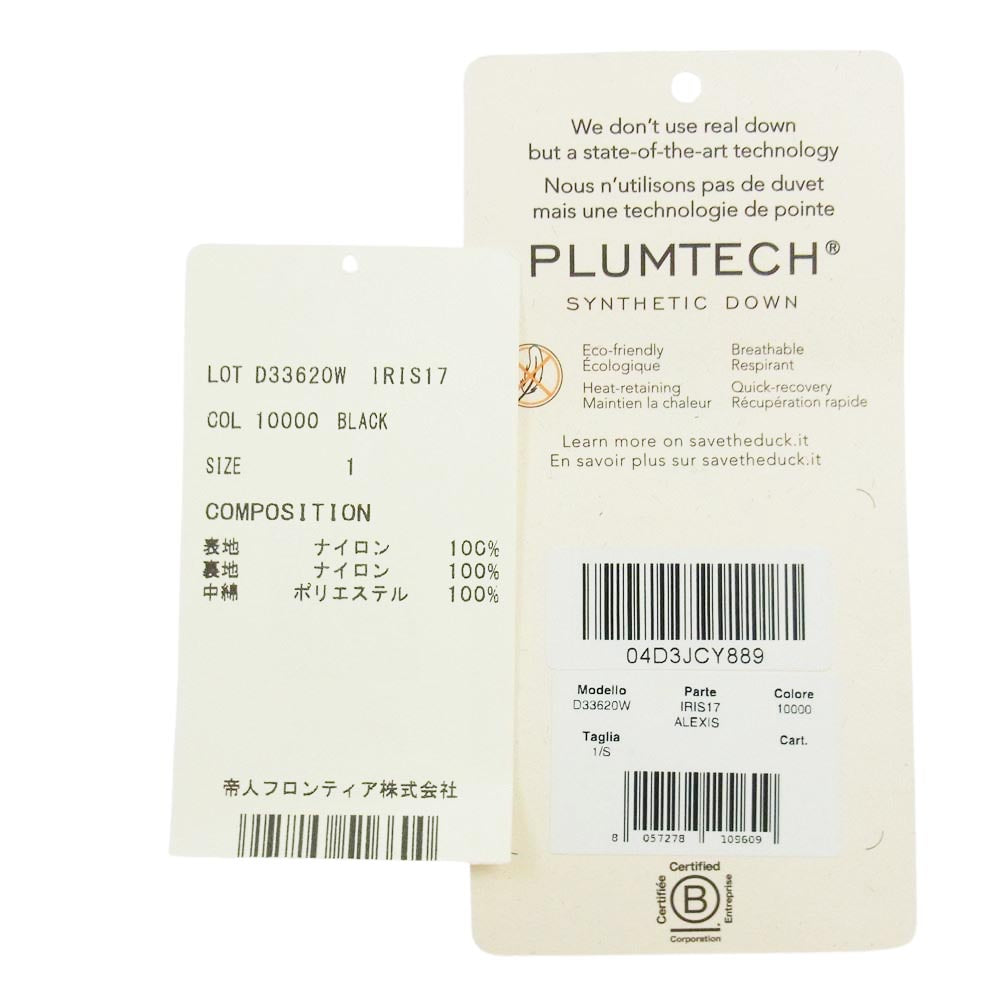 We don't use real down
but a state-of-the-art technology
Nous n'utilisons pas de duvet
mais une technologie de pointe
PLUMTECH®
SYNTHETIC DOWN
Eco-friendly
Écologique
Breathable
Respirant
Heat-retaining
Maintien la chaleur
Quick-recovery
Récupération rapide
Learn more on savetheduck.it
En savoir plus sur savetheduck.it
04D3JCY889
Modello Parte Colore
D33620W IRIS17 10000
ALEXIS
Taglia Cart.
1/S
8 057278 109609
Certified
Certifiée
B
Entreprise
Corporation
LOT D33620W IRIS17
COL 10000 BLACK
SIZE 1
COMPOSITION
表地 ナイロン 100%
裏地 ナイロン 100%
中綿 ポリエステル 100%
帝人フロンティア株式会社